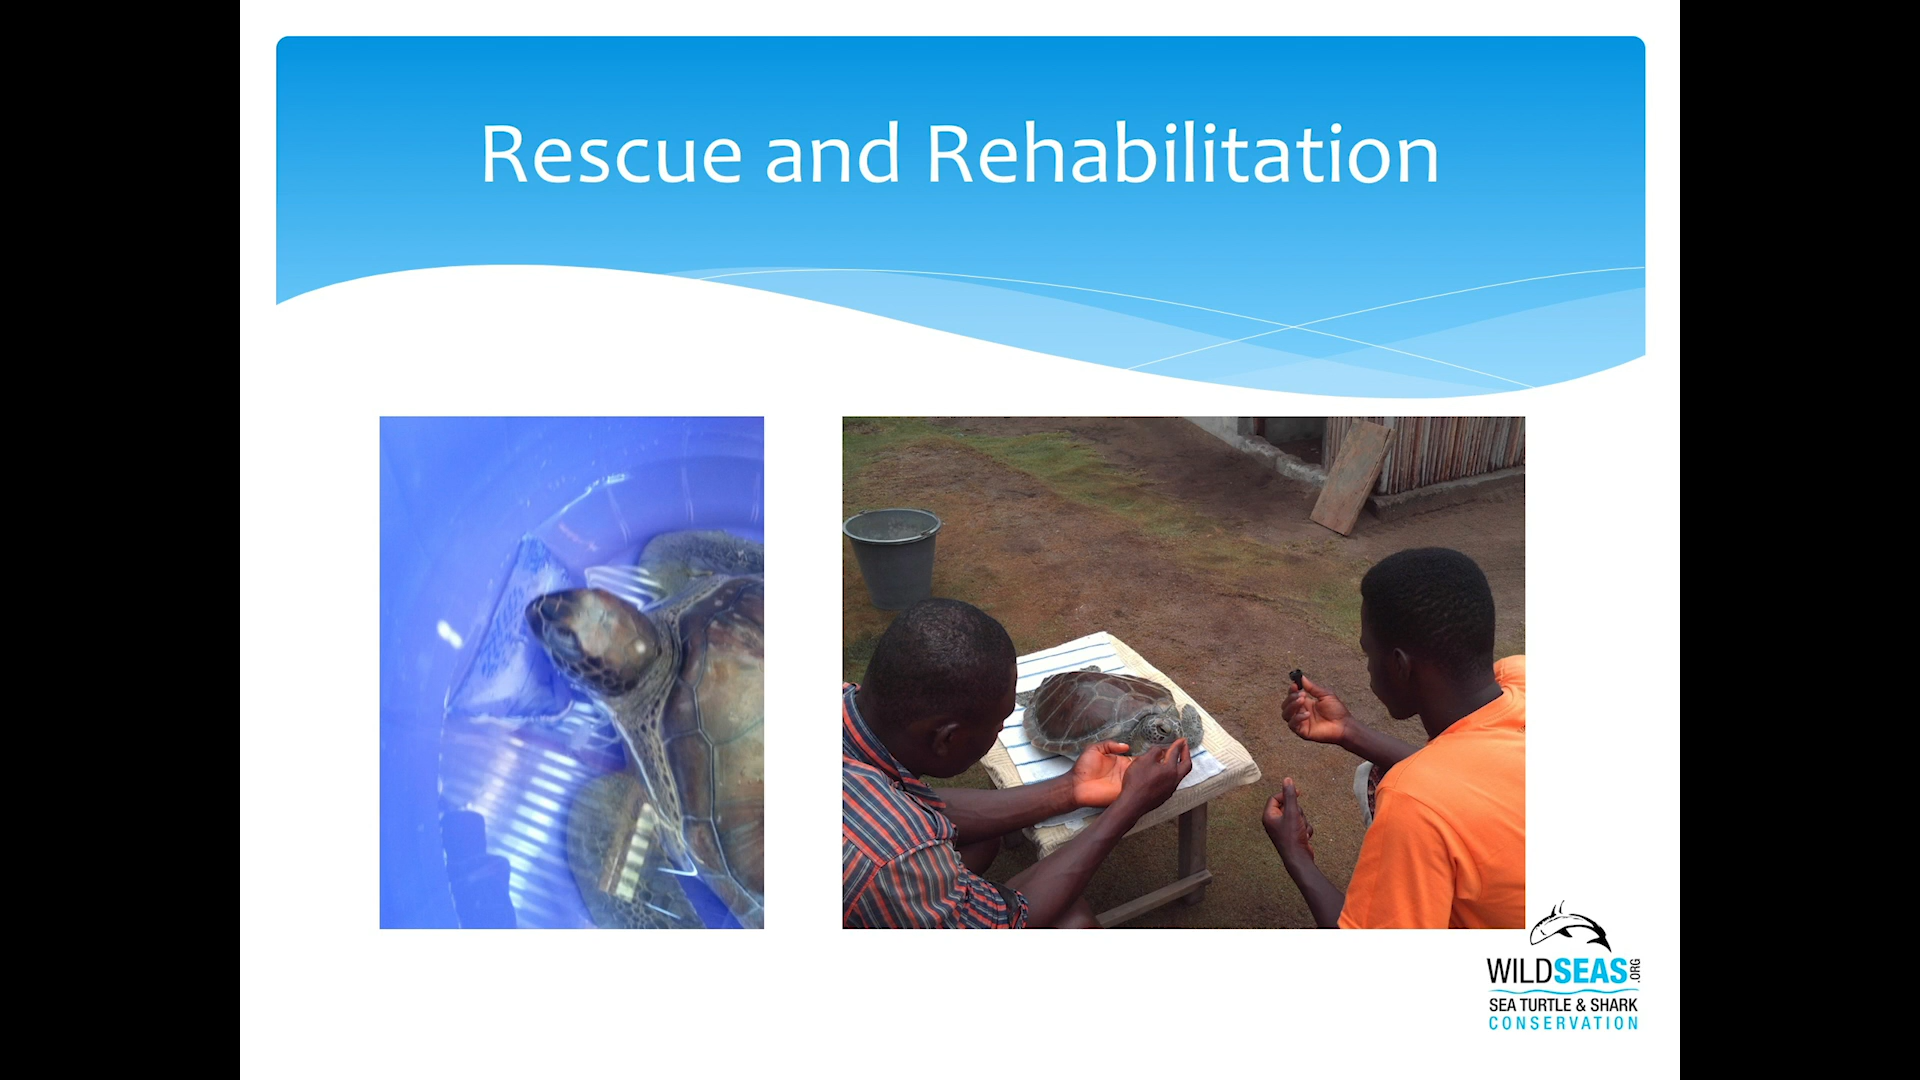 Rescue and Rehabilitation
WILDSEAS.ORG
SEA TURTLE & SHARK
CONSERVATION